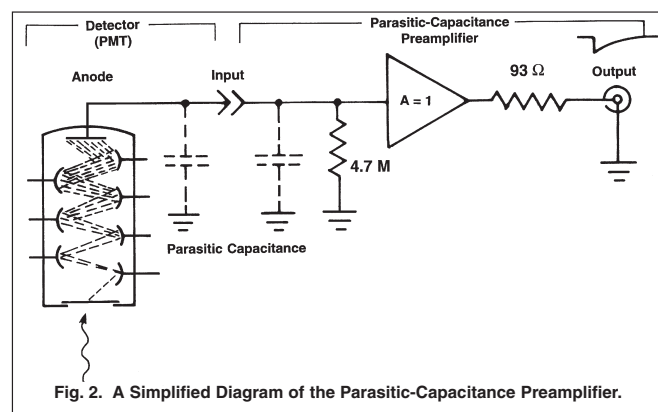 Detector
(PMT)
Parasitic-Capacitance
Preamplifier
Anode
Input
93 Ω
Output
A = 1
4.7 M
Parasitic Capacitance
Fig. 2. A Simplified Diagram of the Parasitic-Capacitance Preamplifier.